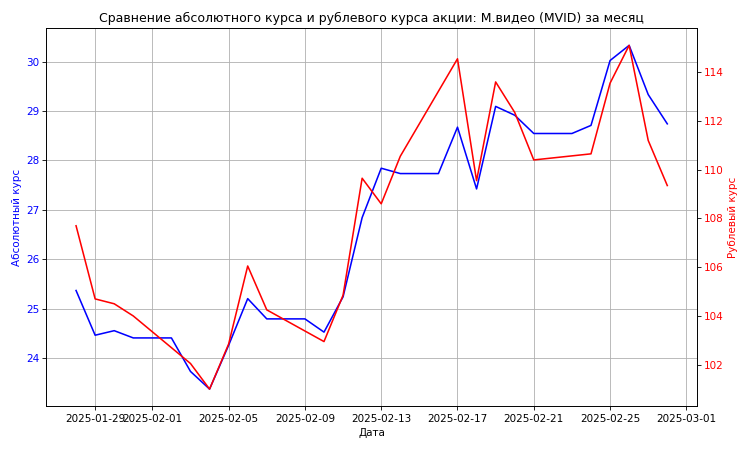 Сравнение абсолютного курса и рублевого курса акции: М.видео (MVID) за месяц
Абсолютный курс
30
29
28
27
26
25
24
114
112
110
108
106
104
102
Рублевый курс
2025-01-29 2025-02-01 2025-02-05 2025-02-09 2025-02-13 2025-02-17 2025-02-21 2025-02-25 2025-03-01
Дата